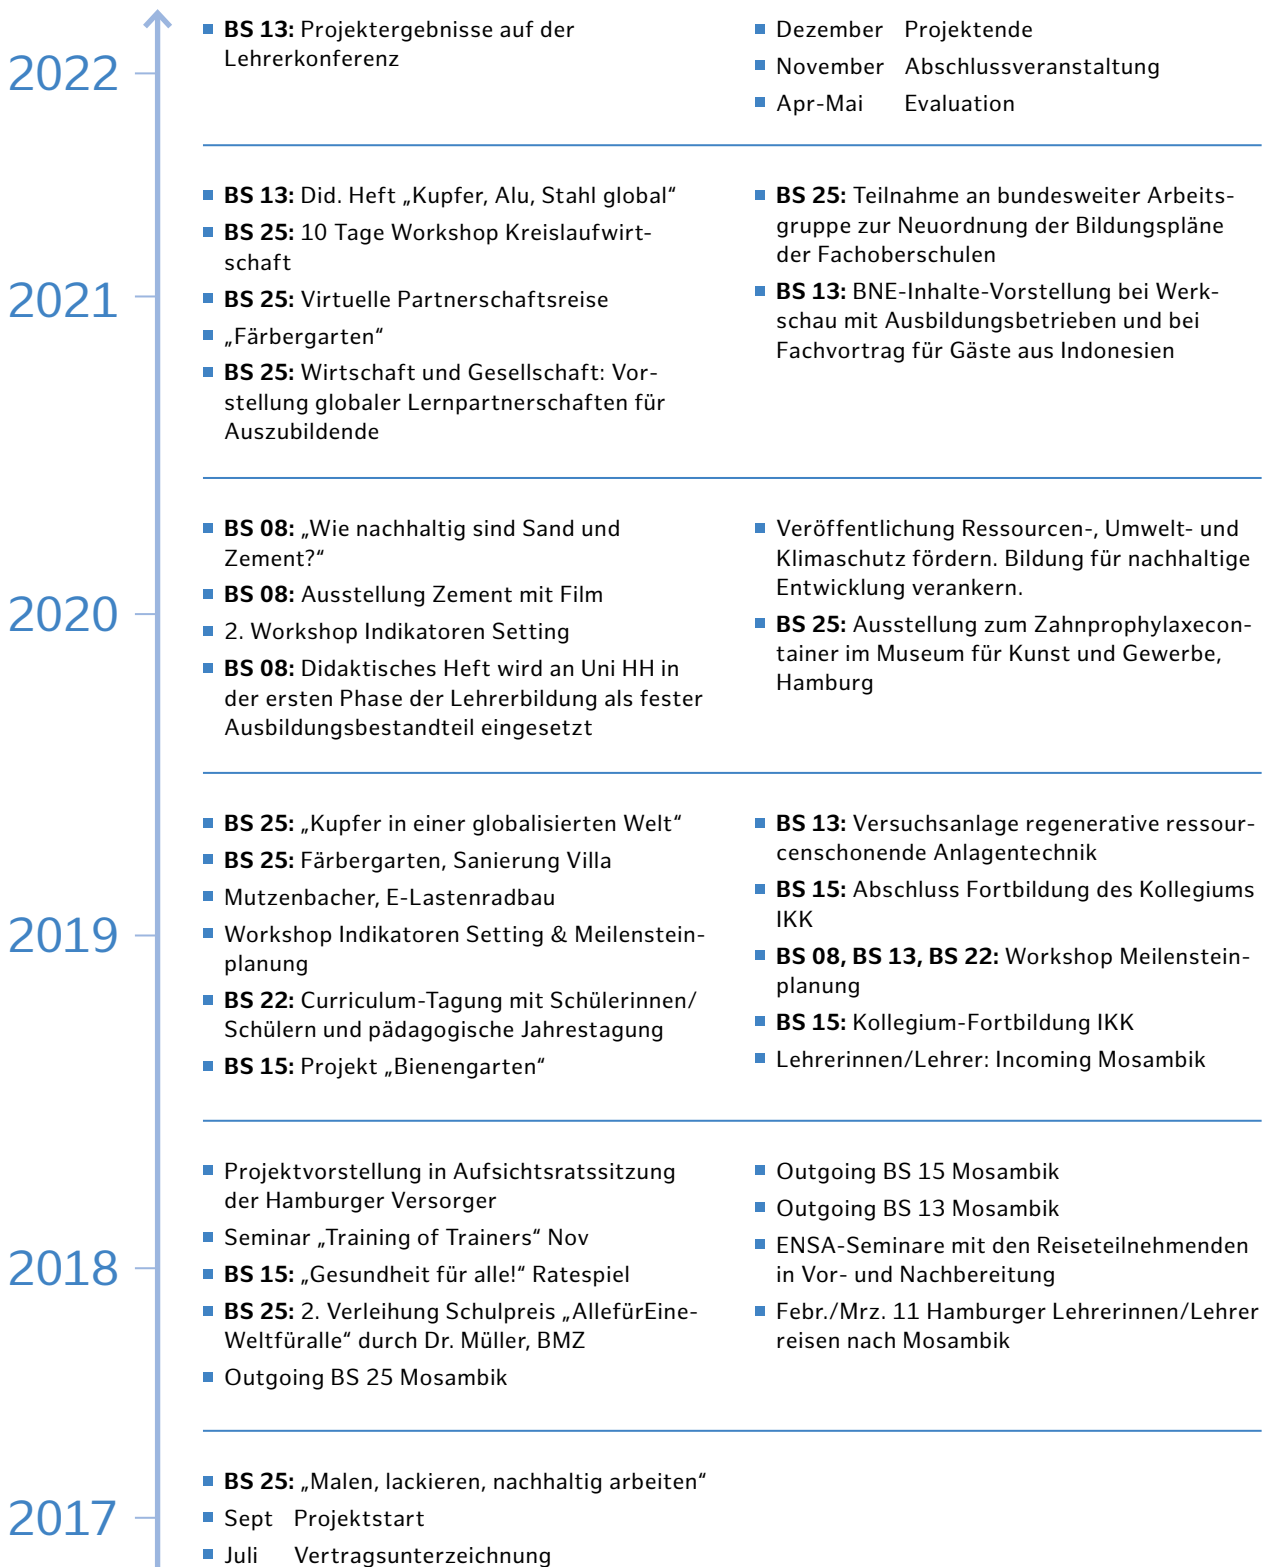 2022
BS 13: Projektergebnisse auf der
Lehrerkonferenz
Dezember Projektende
November Abschlussveranstaltung
Apr-Mai Evaluation
2021
BS 13: Did. Heft „Kupfer, Alu, Stahl global“
BS 25: 10 Tage Workshop Kreislaufwirt-
schaft
BS 25: Virtuelle Partnerschaftsreise
„Färbergarten“
BS 25: Wirtschaft und Gesellschaft: Vor-
stellung globaler Lernpartnerschaften für
Auszubildende
BS 25: Teilnahme an bundesweiter Arbeits-
gruppe zur Neuordnung der Bildungspläne
der Fachoberschulen
BS 13: BNE-Inhalte-Vorstellung bei Werk-
schau mit Ausbildungsbetrieben und bei
Fachvortrag für Gäste aus Indonesien
2020
BS 08: „Wie nachhaltig sind Sand und
Zement?“
BS 08: Ausstellung Zement mit Film
2. Workshop Indikatoren Setting
BS 08: Didaktisches Heft wird an Uni HH in
der ersten Phase der Lehrerbildung als fester
Ausbildungsbestandteil eingesetzt
Veröffentlichung Ressourcen-, Umwelt- und
Klimaschutz fördern. Bildung für nachhaltige
Entwicklung verankern.
BS 25: Ausstellung zum Zahnprophylaxecon-
tainer im Museum für Kunst und Gewerbe,
Hamburg
2019
BS 25: „Kupfer in einer globalisierten Welt“
BS 25: Färbergarten, Sanierung Villa
Mutzenbacher, E-Lastenradbau
Workshop Indikatoren Setting & Meilenstein-
planung
BS 22: Curriculum-Tagung mit Schülerinnen/
Schülern und pädagogische Jahrestagung
BS 15: Projekt „Bienengarten“
BS 13: Versuchsanlage regenerative ressour-
censchonende Anlagentechnik
BS 15: Abschluss Fortbildung des Kollegiums
IKK
BS 08, BS 13, BS 22: Workshop Meilenstein-
planung
BS 15: Kollegium-Fortbildung IKK
Lehrerinnen/Lehrer: Incoming Mosambik
2018
Projektvorstellung in Aufsichtsratssitzung
der Hamburger Versorger
Seminar „Training of Trainers“ Nov
BS 15: „Gesundheit für alle!“ Ratespiel
BS 25: 2. Verleihung Schulpreis „AllefürEine-
Weltfüralle“ durch Dr. Müller, BMZ
Outgoing BS 25 Mosambik
Outgoing BS 15 Mosambik
Outgoing BS 13 Mosambik
ENSA-Seminare mit den Reiseteilnehmenden
in Vor- und Nachbereitung
Febr./Mrz. 11 Hamburger Lehrerinnen/Lehrer
reisen nach Mosambik
2017
BS 25: „Malen, lackieren, nachhaltig arbeiten“
Sept Projektstart
Juli Vertragsunterzeichnung